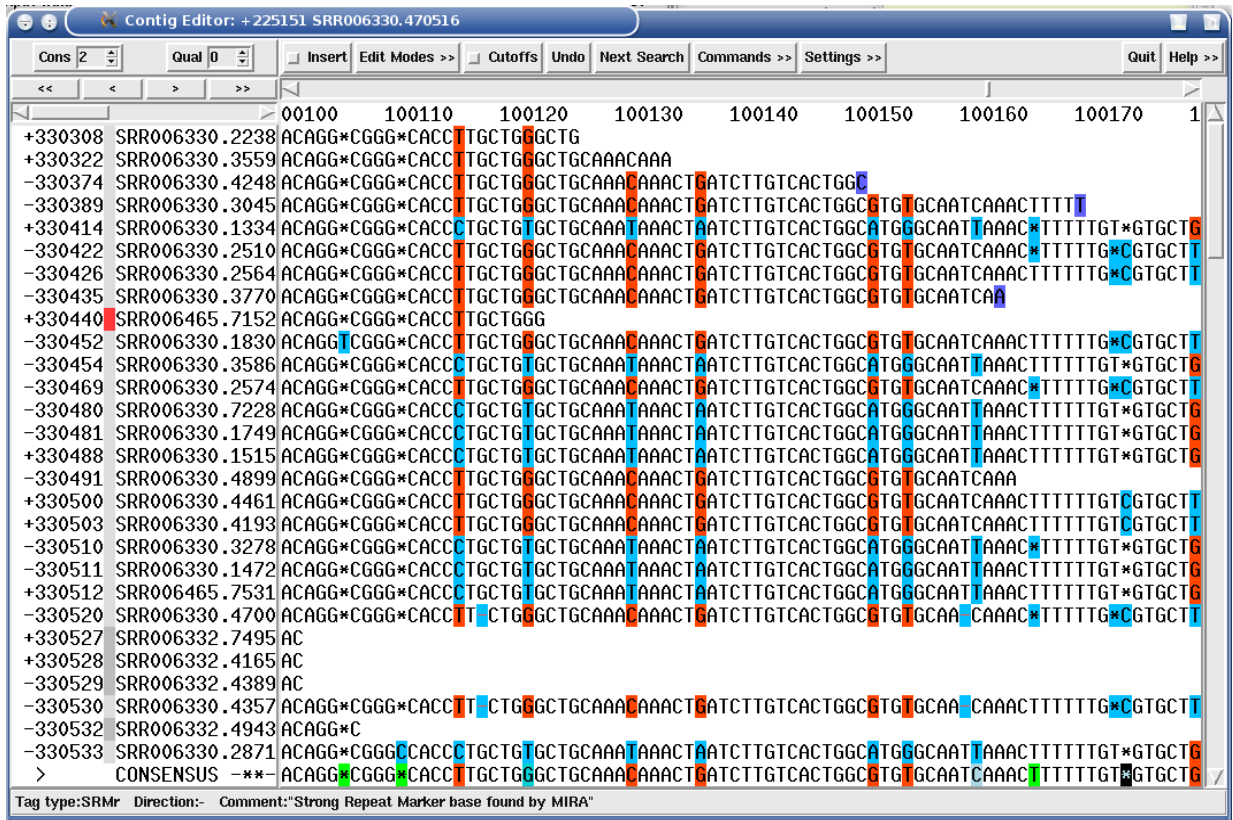 Contig Editor: +225151 SRR006330.470516
Cons 2 Qual 0 Insert Edit Modes >> Cutoffs Undo Next Search Commands >> Settings >> Quit Help >>
<< < > >>
00100 100110 100120 100130 100140 100150 100160 100170 1
+330308 SRR006330.2238 ACAGG*CGGG*CACCTTGCTGGGCTG
+330322 SRR006330.3559 ACAGG*CGGG*CACCTTGCTGGGCTGCAAACAAA
-330374 SRR006330.4248 ACAGG*CGGG*CACCTTGCTGGGCTGCAAACAAACTGATCTTGTCACTGGC
-330389 SRR006330.3045 ACAGG*CGGG*CACCTTGCTGGGCTGCAAACAAACTGATCTTGTCACTGGCGTGTGCAATCAAACTTTTT
+330414 SRR006330.1334 ACAGG*CGGG*CACCCTGCTGTGCTGCAAATAAACTAATCTTGTCACTGGCATGGGCAATTAAAC*TTTTTGT*GTGCTG
-330422 SRR006330.2510 ACAGG*CGGG*CACCTTGCTGGGCTGCAAACAAACTGATCTTGTCACTGGCGTGTGCAATCAAAC*TTTTTG*CGTGCTT
-330426 SRR006330.2564 ACAGG*CGGG*CACCTTGCTGGGCTGCAAACAAACTGATCTTGTCACTGGCGTGTGCAATCAAACTTTTTTG*CGTGCTT
-330435 SRR006330.3770 ACAGG*CGGG*CACCTTGCTGGGCTGCAAACAAACTGATCTTGTCACTGGCGTGTGCAATCAA
+330440 SRR006465.7152 ACAGG*CGGG*CACCTTGCTGGG
-330452 SRR006330.1830 ACAGGTCGGG*CACCTTGCTGGGCTGCAAACAAACTGATCTTGTCACTGGCGTGTGCAATCAAACTTTTTTG*CGTGCTT
-330454 SRR006330.3586 ACAGG*CGGG*CACCCTGCTGTGCTGCAAATAAACTAATCTTGTCACTGGCATGGGCAATTAAACTTTTTTGT*GTGCTG
-330469 SRR006330.2574 ACAGG*CGGG*CACCTTGCTGGGCTGCAAACAAACTGATCTTGTCACTGGCGTGTGCAATCAAAC*TTTTTG*CGTGCTT
-330480 SRR006330.7228 ACAGG*CGGG*CACCCTGCTGTGCTGCAAATAAACTAATCTTGTCACTGGCATGGGCAATTAAACTTTTTTGT*GTGCTG
-330481 SRR006330.1749 ACAGG*CGGG*CACCCTGCTGTGCTGCAAATAAACTAATCTTGTCACTGGCATGGGCAATTAAACTTTTTTGT*GTGCTG
+330488 SRR006330.1515 ACAGG*CGGG*CACCCTGCTGTGCTGCAAATAAACTAATCTTGTCACTGGCATGGGCAATTAAACTTTTTTGT*GTGCTG
-330491 SRR006330.4899 ACAGG*CGGG*CACCTTGCTGGGCTGCAAACAAACTGATCTTGTCACTGGCGTGTGCAATCAAA
+330500 SRR006330.4461 ACAGG*CGGG*CACCTTGCTGGGCTGCAAACAAACTGATCTTGTCACTGGCGTGTGCAATCAAACTTTTTTGTCGTGCTT
+330503 SRR006330.4193 ACAGG*CGGG*CACCTTGCTGGGCTGCAAACAAACTGATCTTGTCACTGGCGTGTGCAATCAAACTTTTTTGTCGTGCTT
-330510 SRR006330.3278 ACAGG*CGGG*CACCCTGCTGTGCTGCAAATAAACTAATCTTGTCACTGGCATGGGCAATTAAAC*TTTTTGT*GTGCTG
-330511 SRR006330.1472 ACAGG*CGGG*CACCCTGCTGTGCTGCAAATAAACTAATCTTGTCACTGGCATGGGCAATTAAACTTTTTTGT*GTGCTG
+330512 SRR006465.7531 ACAGG*CGGG*CACCCTGCTGTGCTGCAAATAAACTAATCTTGTCACTGGCATGGGCAATTAAACTTTTTTGT*GTGCTG
-330520 SRR006330.4700 ACAGG*CGGG*CACCTT-CTGGGCTGCAAACAAACTGATCTTGTCACTGGCGTGTGCAA-CAAAC*TTTTTG*CGTGCTT
+330527 SRR006332.7495 AC
+330528 SRR006332.4165 AC
-330529 SRR006332.4389 AC
-330530 SRR006330.4357 ACAGG*CGGG*CACCTT-CTGGGCTGCAAACAAACTGATCTTGTCACTGGCGTGTGCAA-CAAACTTTTTTG*CGTGCTT
-330532 SRR006332.4943 ACAGG*C
-330533 SRR006330.2871 ACAGG*CGGGCCACCCTGCTGTGCTGCAAATAAACTAATCTTGTCACTGGCATGGGCAATTAAACTTTTTTGT*GTGCTG
> CONSENSUS -**- ACAGG*CGGG*CACCTTGCTGGGCTGCAAACAAACTGATCTTGTCACTGGCGTGTGCAATCAAACTTTTTTGT*GTGCTG
Tag type:SRMr Direction:- Comment:"Strong Repeat Marker base found by MIRA"